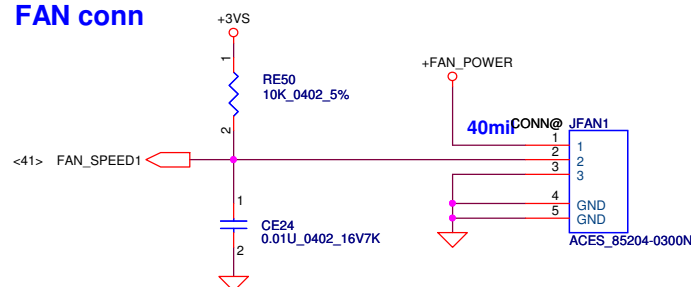 FAN conn
+3VS
+FAN_POWER
1
RE50
10K_0402_5%
2
40mil
CONN@
JFAN1
1
1
2
2
3
3
<41>
FAN_SPEED1
1
CE24
0.01U_0402_16V7K
2
4
GND
5
GND
ACES_85204-0300N